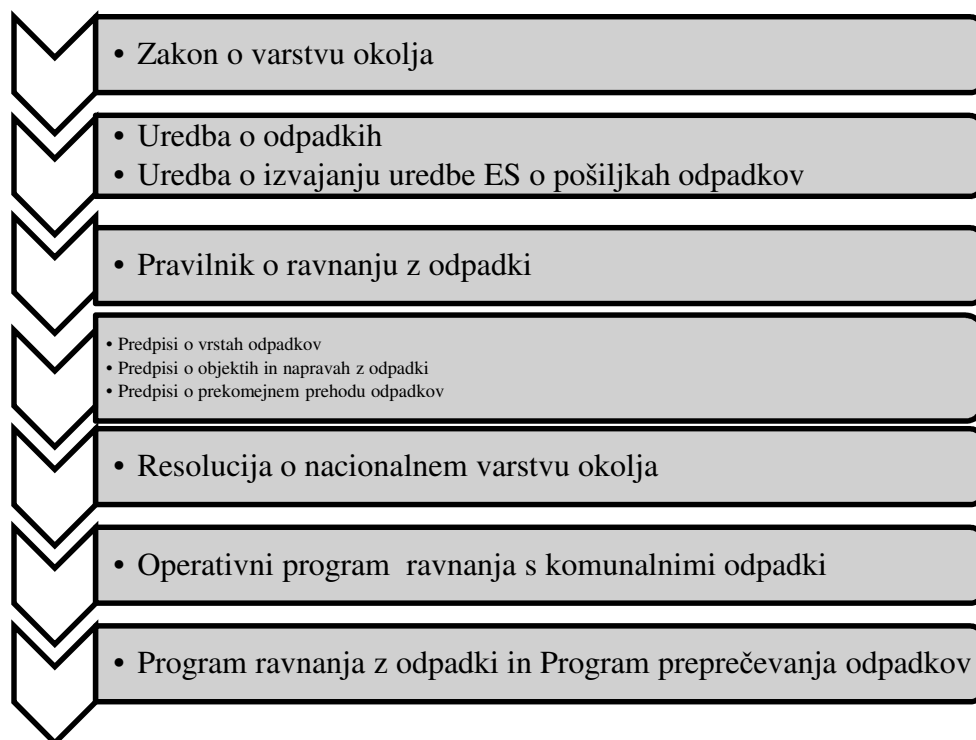 • Zakon o varstvu okolja
• Uredba o odpadkih
• Uredba o izvajanju uredbe ES o pošiljkah odpadkov
• Pravilnik o ravnanju z odpadki
• Predpisi o vrstah odpadkov
• Predpisi o objektih in napravah z odpadki
• Predpisi o prekomejnem prehodu odpadkov
• Resolucija o nacionalnem varstvu okolja
• Operativni program  ravnanja s komunalnimi odpadki
• Program ravnanja z odpadki in Program preprečevanja odpadkov